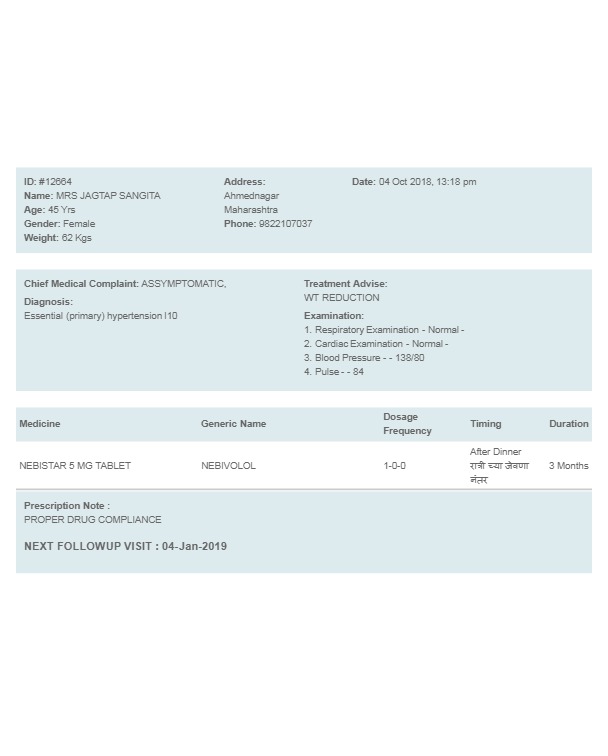 ID: #12664
Name: MRS JAGTAP SANGITA
Age: 45 Yrs
Gender: Female
Weight: 62 Kgs
Address:
Ahmednagar
Maharashtra
Phone: 9822107037
Date: 04 Oct 2018, 13:18 pm
Chief Medical Complaint: ASSYMPTOMATIC,
Diagnosis:
Essential (primary) hypertension I10
Treatment Advise:
WT REDUCTION
Examination:
1. Respiratory Examination - Normal -
2. Cardiac Examination - Normal -
3. Blood Pressure - - 138/80
4. Pulse - - 84
Medicine Generic Name Dosage Frequency Timing Duration
NEBISTAR 5 MG TABLET NEBIVOLOL 1-0-0 After Dinner 3 Months
रात्री च्या जेवणा
नंतर
Prescription Note :
PROPER DRUG COMPLIANCE
NEXT FOLLOWUP VISIT : 04-Jan-2019